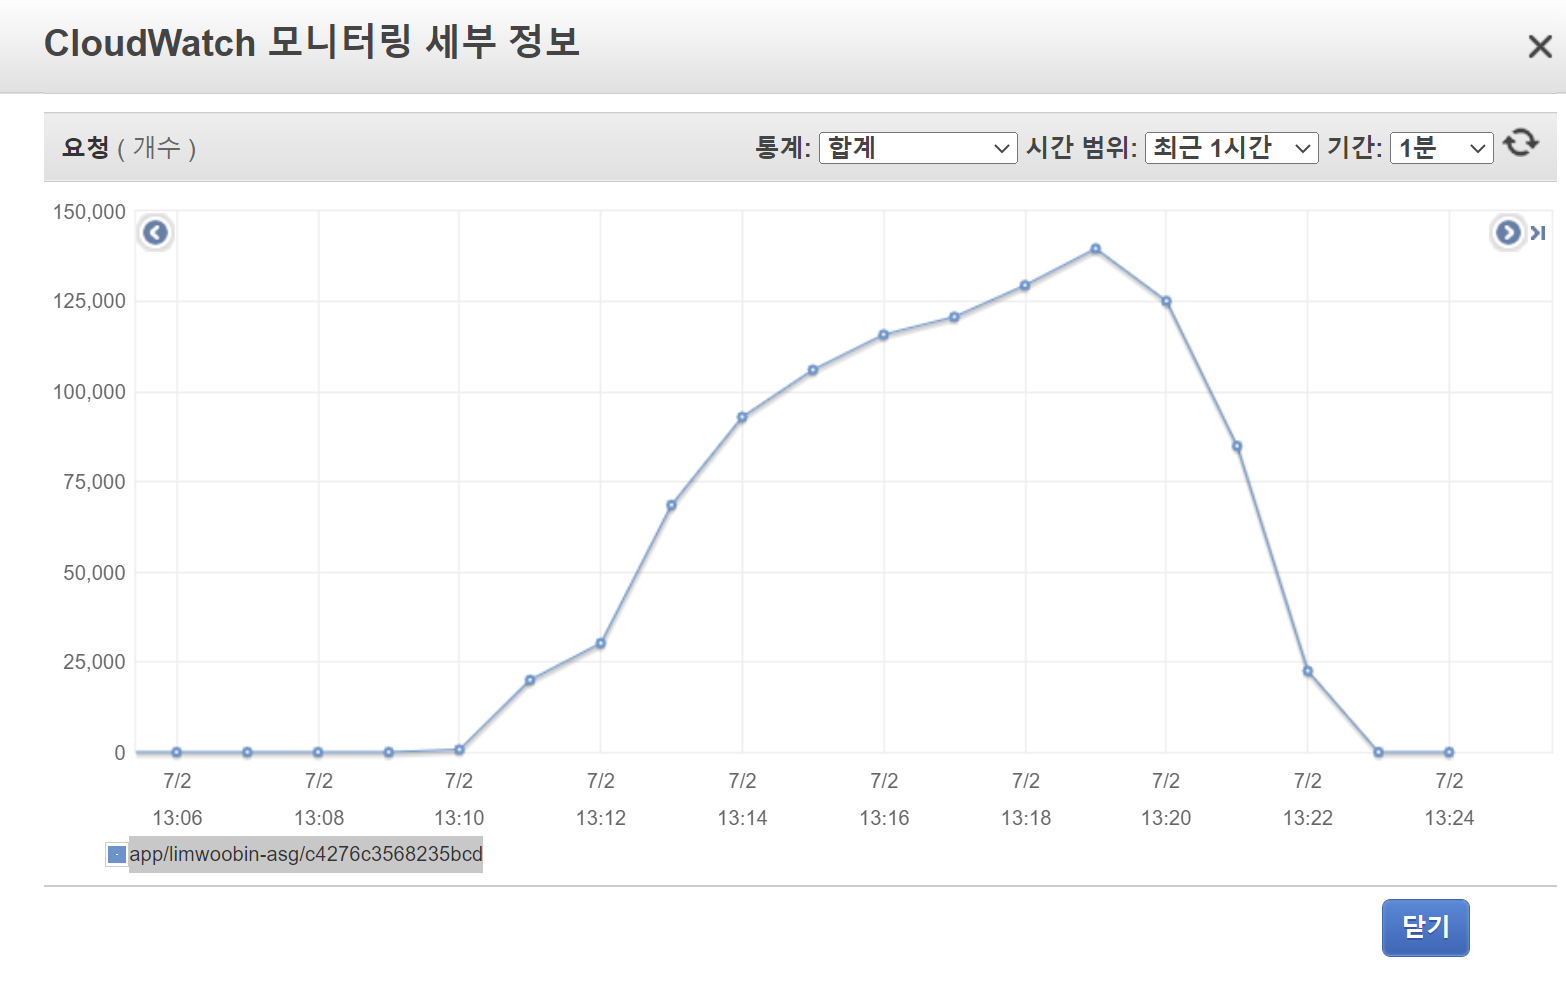 CloudWatch 모니터링 세부 정보
요청 ( 개수 ) 통계: 합계 시간 범위: 최근 1시간 기간: 1분
150,000
125,000
100,000
75,000
50,000
25,000
0
7/2 7/2 7/2 7/2 7/2 7/2 7/2 7/2 7/2 7/2
13:06 13:08 13:10 13:12 13:14 13:16 13:18 13:20 13:22 13:24
app/limwoobin-asg/c4276c3568235bcd
닫기